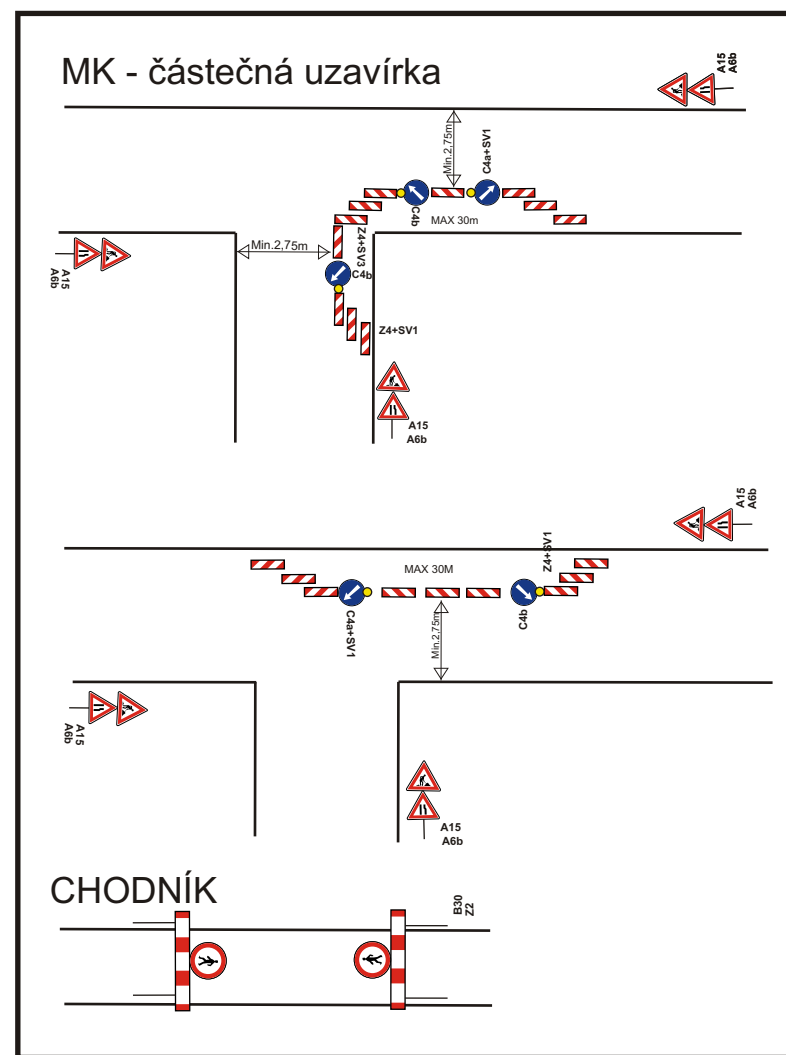 MK - částečná uzavírka
A15
A6b
Min.2,75m
C4a+SV1
C4b
MAX 30m
Z4+SV3
Min.2,75m
C4b
A15
A6b
Z4+SV1
A15
A6b
A15
A6b
MAX 30M
Z4+SV1
C4a+SV1
Min.2,75m
C4b
A15
A6b
A15
A6b
CHODNÍK
B30
Z2